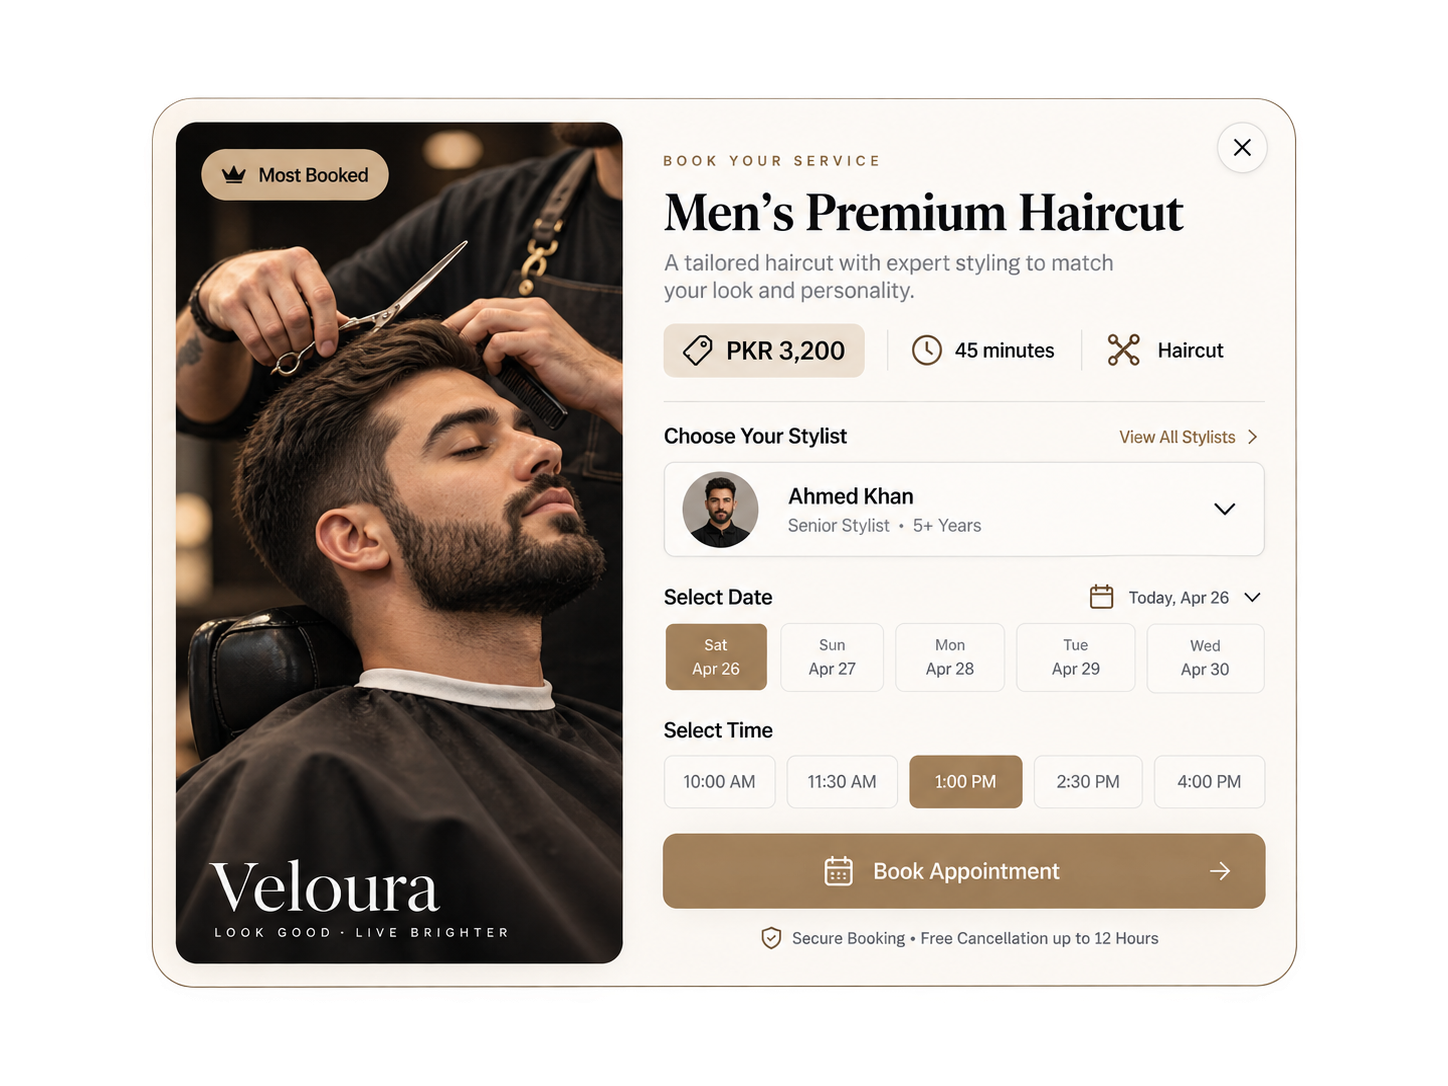 Most Booked
Veloura
LOOK GOOD · LIVE BRIGHTER
BOOK YOUR SERVICE
Men’s Premium Haircut
A tailored haircut with expert styling to match
your look and personality.
PKR 3,200
45 minutes
Haircut
Choose Your Stylist
View All Stylists
Ahmed Khan
Senior Stylist • 5+ Years
Select Date
Today, Apr 26
Sat
Apr 26
Sun
Apr 27
Mon
Apr 28
Tue
Apr 29
Wed
Apr 30
Select Time
10:00 AM
11:30 AM
1:00 PM
2:30 PM
4:00 PM
Book Appointment
Secure Booking • Free Cancellation up to 12 Hours